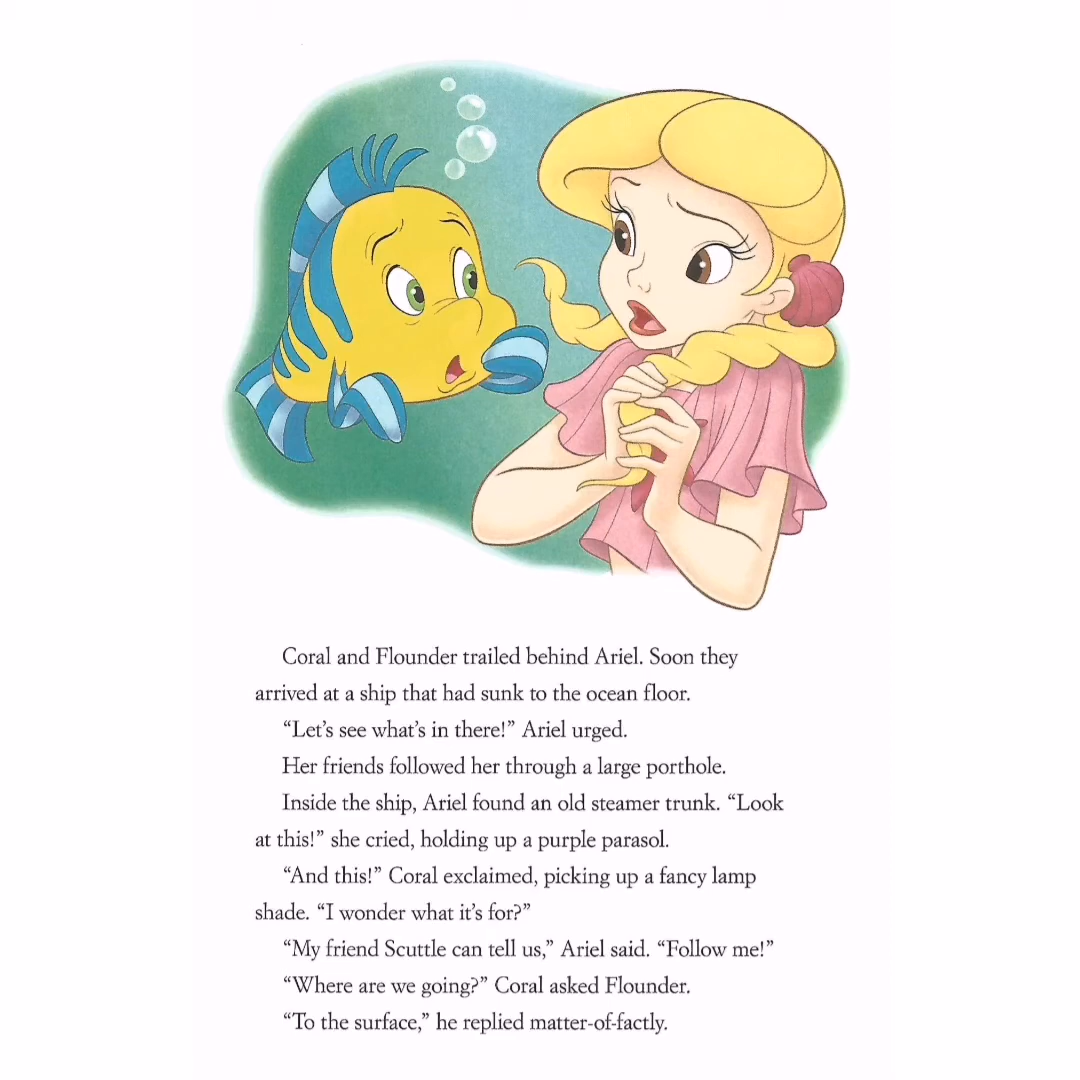 Coral and Flounder trailed behind Ariel. Soon they
arrived at a ship that had sunk to the ocean floor.
“Let’s see what’s in there!” Ariel urged.
Her friends followed her through a large porthole.
Inside the ship, Ariel found an old steamer trunk. “Look
at this!” she cried, holding up a purple parasol.
“And this!” Coral exclaimed, picking up a fancy lamp
shade. “I wonder what it’s for?”
“My friend Scuttle can tell us,” Ariel said. “Follow me!”
“Where are we going?” Coral asked Flounder.
“To the surface,” he replied matter-of-factly.